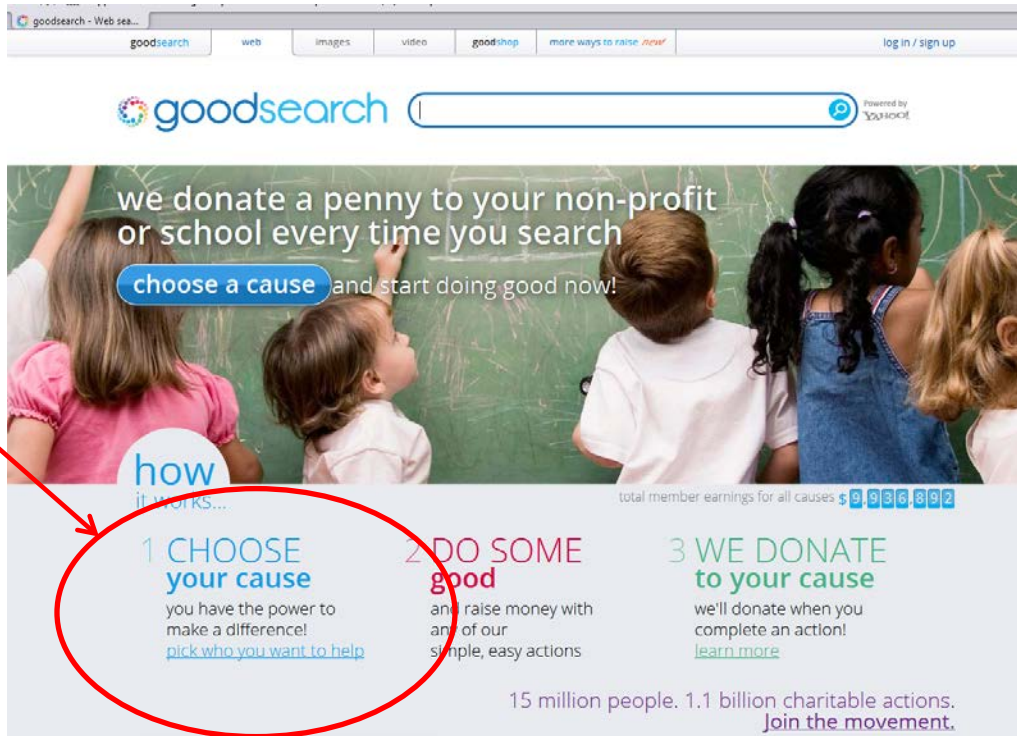 goodsearch - Web sea...
goodsearch web images video goodshop more ways to raise new! log in / sign up
goodsearch
Powered by
YAHOO!
we donate a penny to your non-profit
or school every time you search
choose a cause and start doing good now!
how
it works...
total member earnings for all causes $ 9,936,892
1 CHOOSE
your cause
you have the power to
make a difference!
pick who you want to help
2 DO SOME
good
and raise money with
any of our
simple, easy actions
3 WE DONATE
to your cause
we'll donate when you
complete an action!
learn more
15 million people. 1.1 billion charitable actions.
Join the movement.